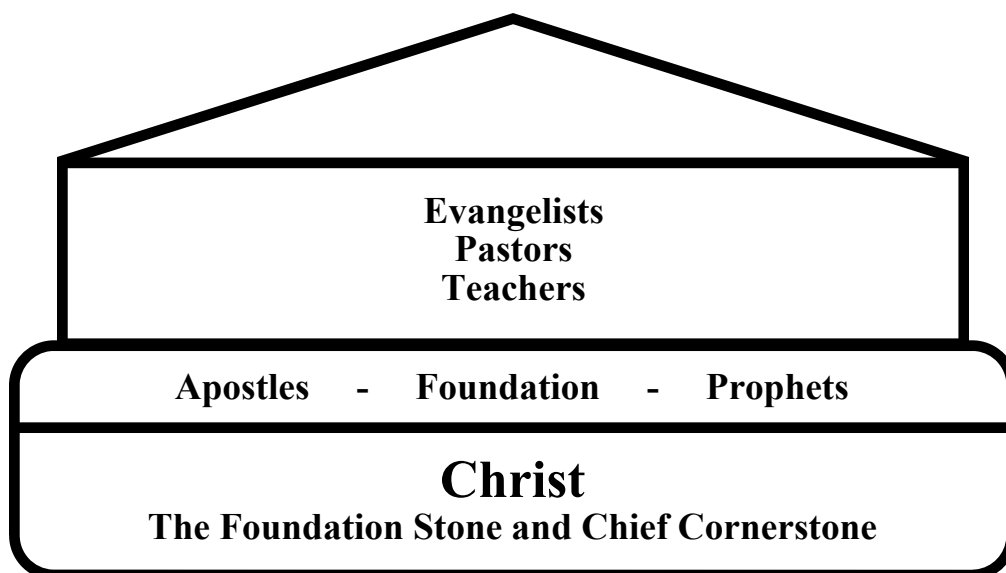 Evangelists
Pastors
Teachers
Apostles - Foundation - Prophets
Christ
The Foundation Stone and Chief Cornerstone